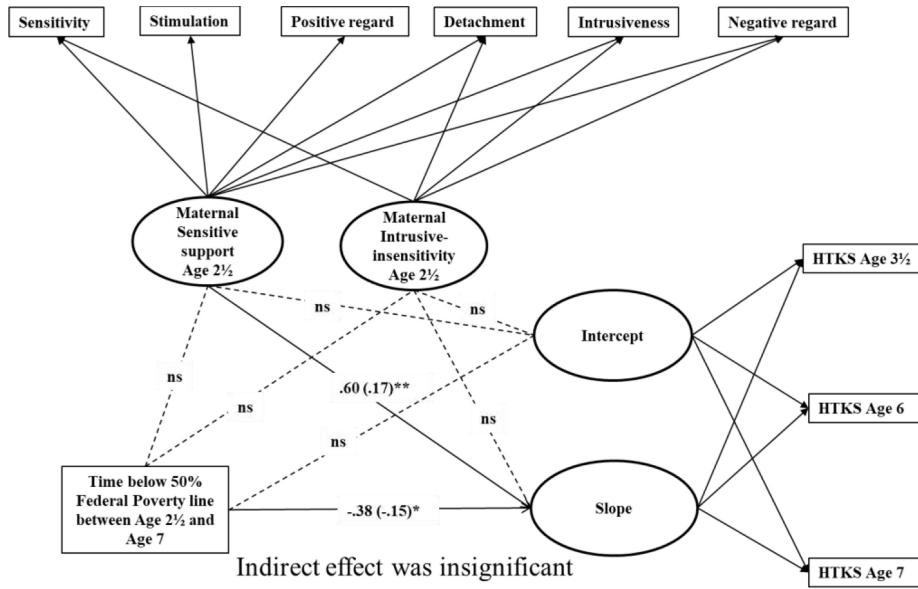 Sensitivity
Stimulation
Positive regard
Detachment
Intrusiveness
Negative regard
Maternal
Sensitive
support
Age 2½
Maternal
Intrusive-
insensitivity
Age 2½
HTKS Age 3½
ns
ns
Intercept
ns
.60 (.17)**
ns
ns
ns
HTKS Age 6
Time below 50%
Federal Poverty line
between Age 2½ and
Age 7
-.38 (-.15)*
Slope
HTKS Age 7
Indirect effect was insignificant